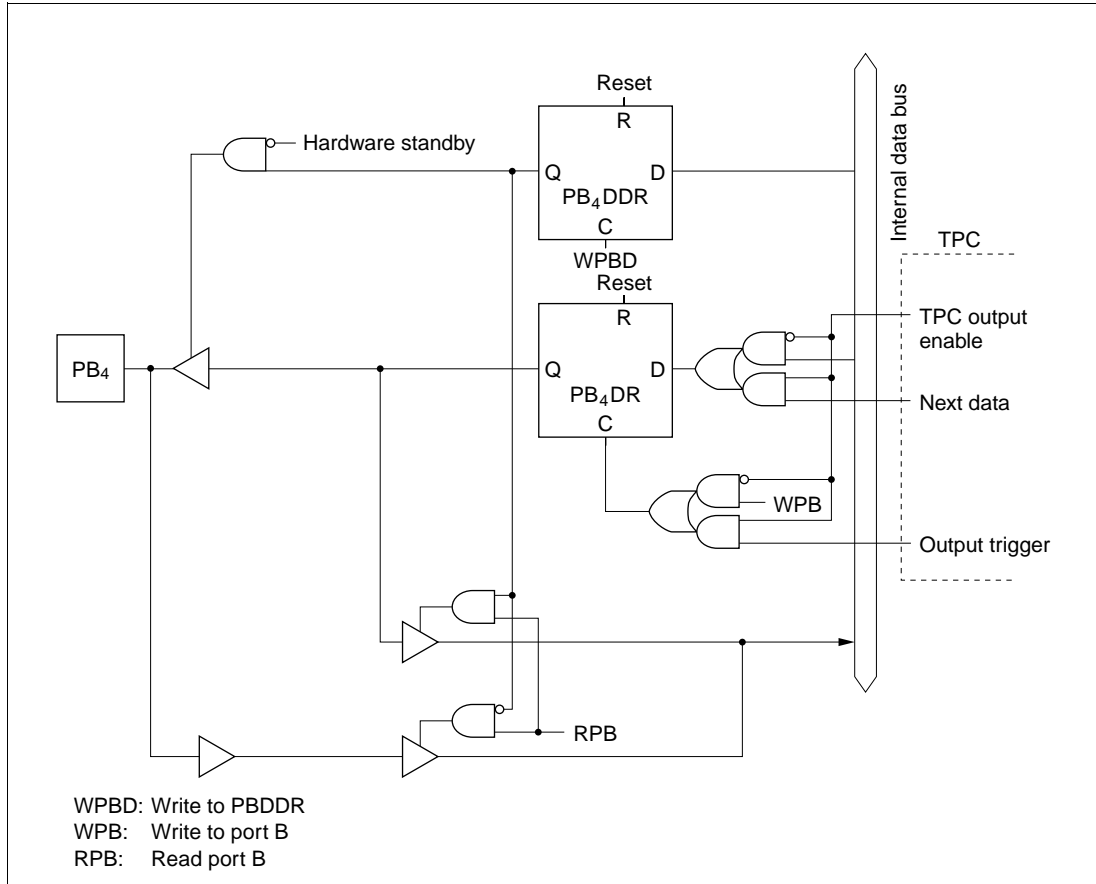 Reset
R
Hardware standby
Q
D
PB4DDR
C
WPBD
Internal data bus
TPC
Reset
R
TPC output
enable
PB4
Q
D
PB4DR
C
Next data
WPB
Output trigger
RPB
WPBD: Write to PBDDR
WPB: Write to port B
RPB: Read port B